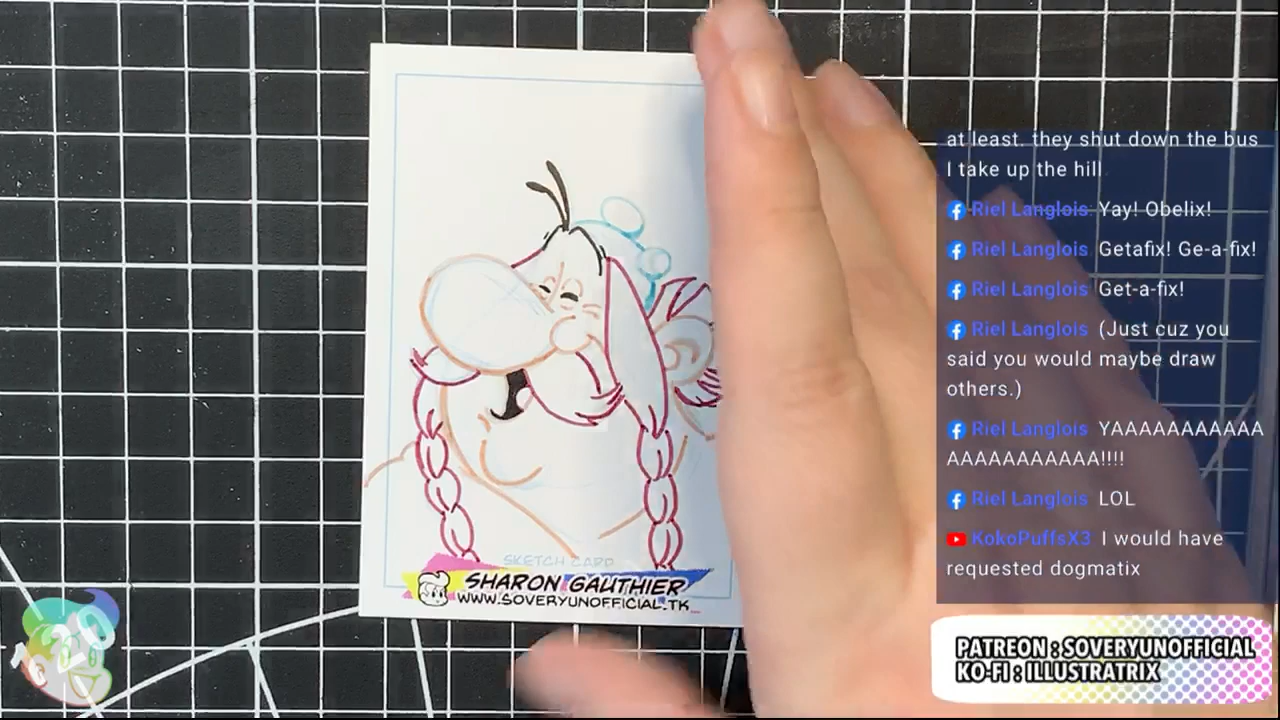 at least. they shut down the bus
I take up the hill
Riel Langlois Yay! Obelix!
Riel Langlois Getafix! Ge-a-fix!
Riel Langlois Get-a-fix!
Riel Langlois (Just cuz you
said you would maybe draw
others.)
Riel Langlois YAAAAAAAAAAA
AAAAAAAAAAAA!!!!
Riel Langlois LOL
KokoPuffsX3 I would have
requested dogmatix
SKETCH CARD
SHARON GAUTHIER
WWW.SOVERYUNOFFICIAL.TK
PATREON : SOVERYUNOFFICIAL
KO-FI : ILLUSTRATRIX